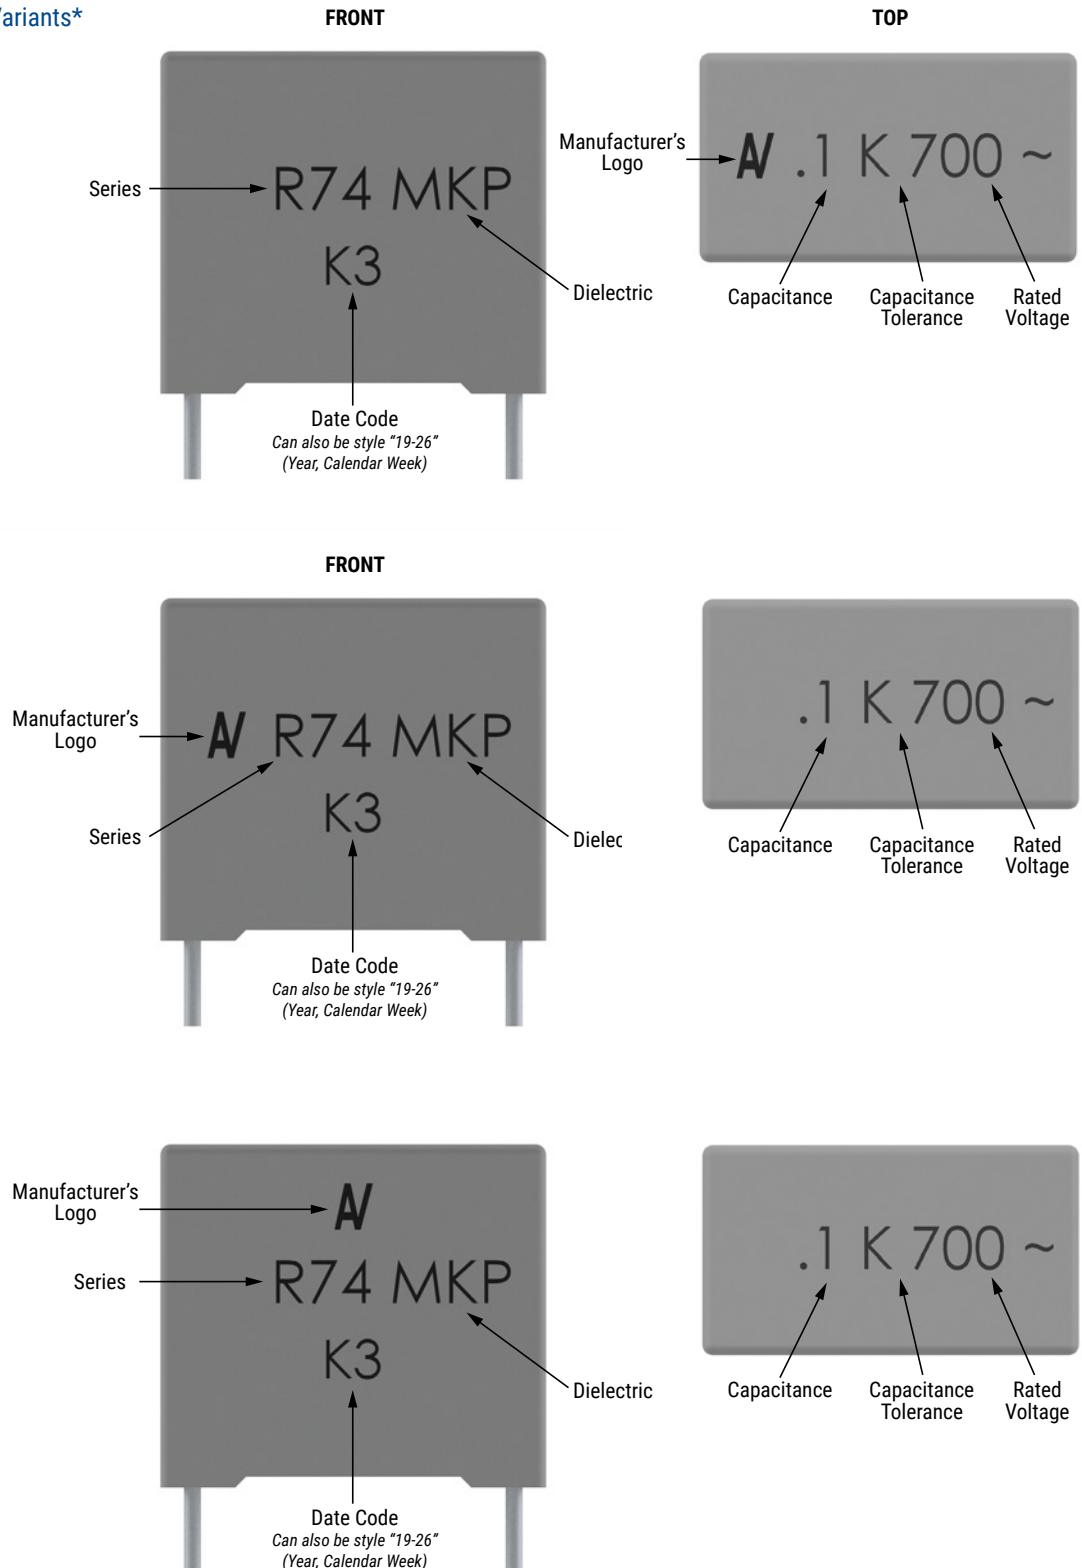 Variants*
FRONT
TOP
R74 MKP
K3
Series
Dielectric
Date Code
Can also be style "19-26"
(Year, Calendar Week)
Manufacturer's
Logo
.1 K 700 ~
Capacitance
Capacitance
Tolerance
Rated
Voltage
FRONT
Manufacturer's
Logo
R74 MKP
K3
Series
Dielec
Date Code
Can also be style "19-26"
(Year, Calendar Week)
.1 K 700 ~
Capacitance
Capacitance
Tolerance
Rated
Voltage
Manufacturer's
Logo
Series
R74 MKP
K3
Dielectric
Date Code
Can also be style "19-26"
(Year, Calendar Week)
.1 K 700 ~
Capacitance
Capacitance
Tolerance
Rated
Voltage